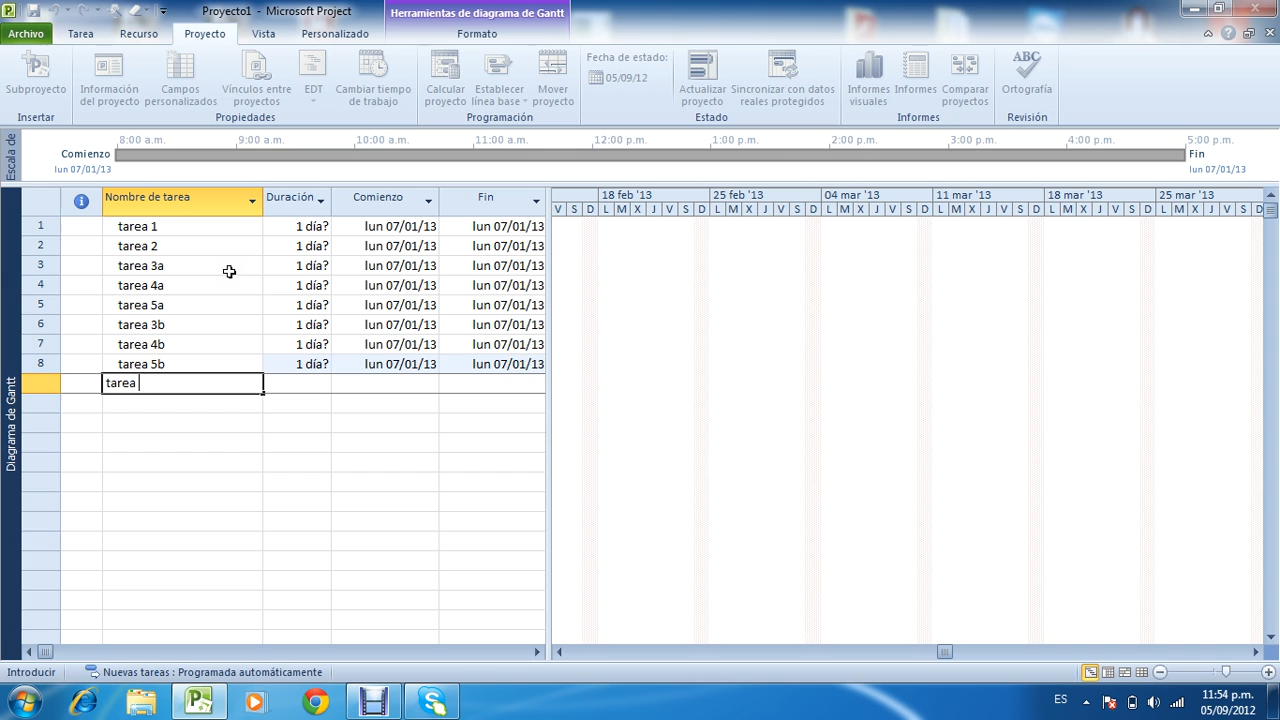 Proyecto1 - Microsoft Project
Herramientas de diagrama de Gantt
Archivo Tarea Recurso Proyecto Vista Personalizado Formato
Subproyecto
Información del proyecto
Campos personalizados
Vínculos entre proyectos
EDT
Cambiar tiempo de trabajo
Calcular proyecto
Establecer línea base
Mover proyecto
Fecha de estado:
05/09/12
Actualizar proyecto
Sincronizar con datos reales protegidos
Informes visuales
Informes
Comparar proyectos
ABC
Ortografía
Insertar Propiedades Programación Estado Informes Revisión
Escala de
8:00 a.m. 9:00 a.m. 10:00 a.m. 11:00 a.m. 12:00 p.m. 1:00 p.m. 2:00 p.m. 3:00 p.m. 4:00 p.m. 5:00 p.m.
Comienzo
lun 07/01/13
Fin
lun 07/01/13
Nombre de tarea Duración Comienzo Fin
18 feb '13 25 feb '13 04 mar '13 11 mar '13 18 mar '13 25 mar '13
V S D L M X J V S D L M X J V S D L M X J V S D L M X J V S D L M X J V S D L M X J V S D
1 tarea 1 1 día? lun 07/01/13 lun 07/01/13
2 tarea 2 1 día? lun 07/01/13 lun 07/01/13
3 tarea 3a 1 día? lun 07/01/13 lun 07/01/13
4 tarea 4a 1 día? lun 07/01/13 lun 07/01/13
5 tarea 5a 1 día? lun 07/01/13 lun 07/01/13
6 tarea 3b 1 día? lun 07/01/13 lun 07/01/13
7 tarea 4b 1 día? lun 07/01/13 lun 07/01/13
8 tarea 5b 1 día? lun 07/01/13 lun 07/01/13
tarea
Diagrama de Gantt
Introducir Nuevas tareas : Programada automáticamente
ES
11:54 p.m.
05/09/2012